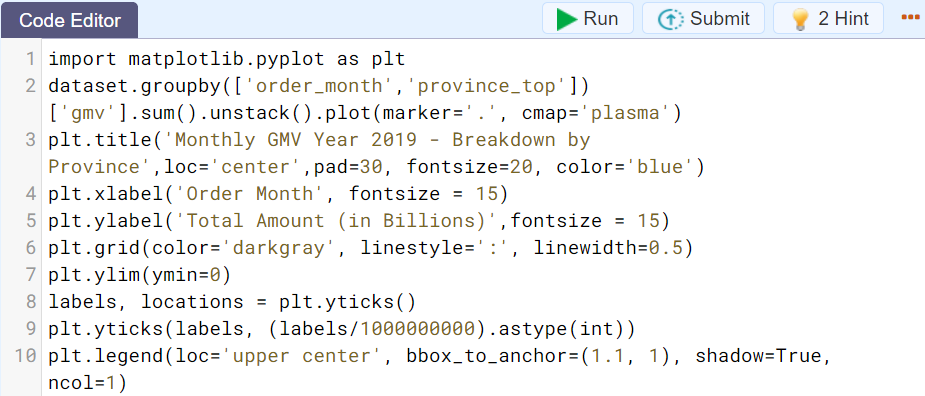 Code Editor
Run
Submit
2 Hint
1 import matplotlib.pyplot as plt
2 dataset.groupby(['order_month','province_top'])
['gmv'].sum().unstack().plot(marker='.', cmap='plasma')
3 plt.title('Monthly GMV Year 2019 - Breakdown by
Province',loc='center',pad=30, fontsize=20, color='blue')
4 plt.xlabel('Order Month', fontsize = 15)
5 plt.ylabel('Total Amount (in Billions)',fontsize = 15)
6 plt.grid(color='darkgray', linestyle=':', linewidth=0.5)
7 plt.ylim(ymin=0)
8 labels, locations = plt.yticks()
9 plt.yticks(labels, (labels/1000000000).astype(int))
10 plt.legend(loc='upper center', bbox_to_anchor=(1.1, 1), shadow=True,
ncol=1)